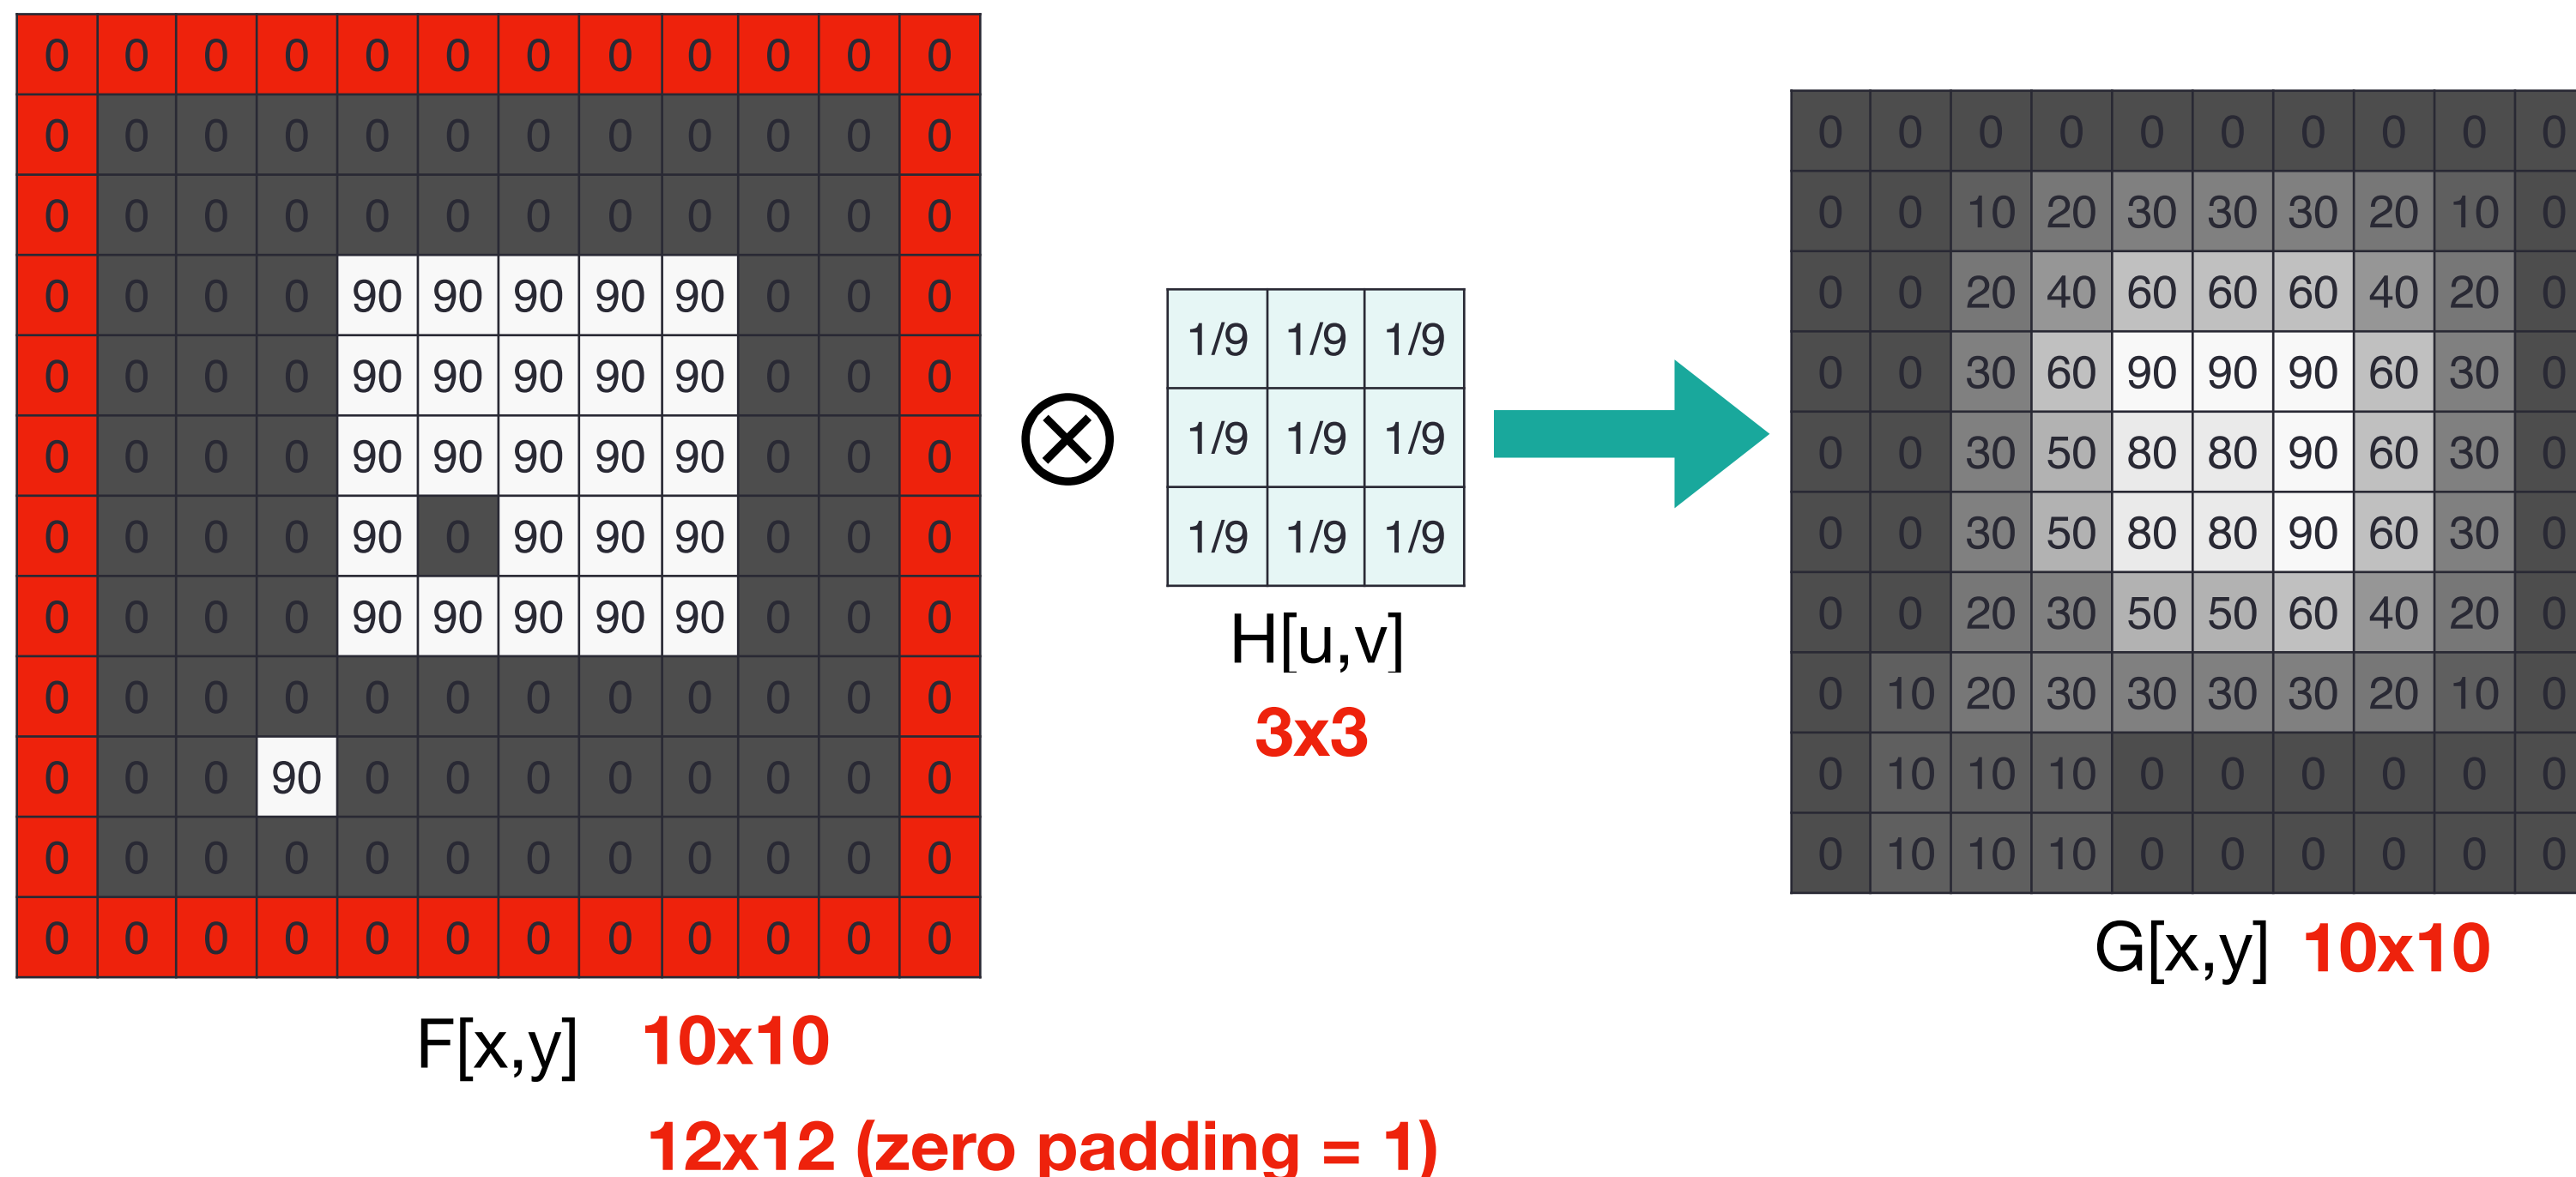 0 0 0 0 0 0 0 0 0 0 0 0
0 0 0 0 0 0 0 0 0 0 0 0
0 0 0 0 0 0 0 0 0 0 0 0
0 0 0 0 90 90 90 90 90 0 0 0
0 0 0 0 90 90 90 90 90 0 0 0
0 0 0 0 90 90 90 90 90 0 0 0
0 0 0 0 90 0 90 90 90 0 0 0
0 0 0 0 90 90 90 90 90 0 0 0
0 0 0 0 0 0 0 0 0 0 0 0
0 0 0 90 0 0 0 0 0 0 0 0
0 0 0 0 0 0 0 0 0 0 0 0
0 0 0 0 0 0 0 0 0 0 0 0
F[x,y] 10x10
12x12 (zero padding = 1)
1/9 1/9 1/9
1/9 1/9 1/9
1/9 1/9 1/9
H[u,v]
3x3
0 0 0 0 0 0 0 0 0 0
0 0 10 20 30 30 30 20 10 0
0 0 20 40 60 60 60 40 20 0
0 0 30 60 90 90 90 60 30 0
0 0 30 50 80 80 90 60 30 0
0 0 30 50 80 80 90 60 30 0
0 0 20 30 50 50 60 40 20 0
0 10 20 30 30 30 30 20 10 0
0 10 10 10 0 0 0 0 0 0
0 10 10 10 0 0 0 0 0 0
G[x,y] 10x10